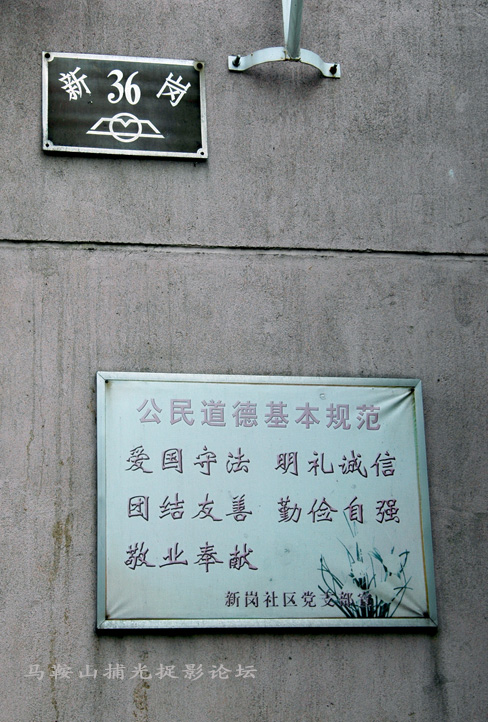 新 36 岗
公民道德基本规范
爱国守法 明礼诚信
团结友善 勤俭自强
敬业奉献
新岗社区党支部宣
马鞍山捕光捉影论坛